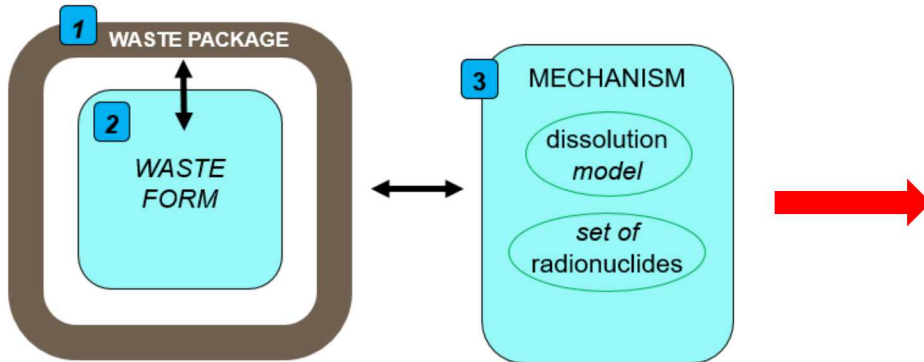 1
WASTE PACKAGE
2
WASTE
FORM
3
MECHANISM
dissolution
model
set of
radionuclides